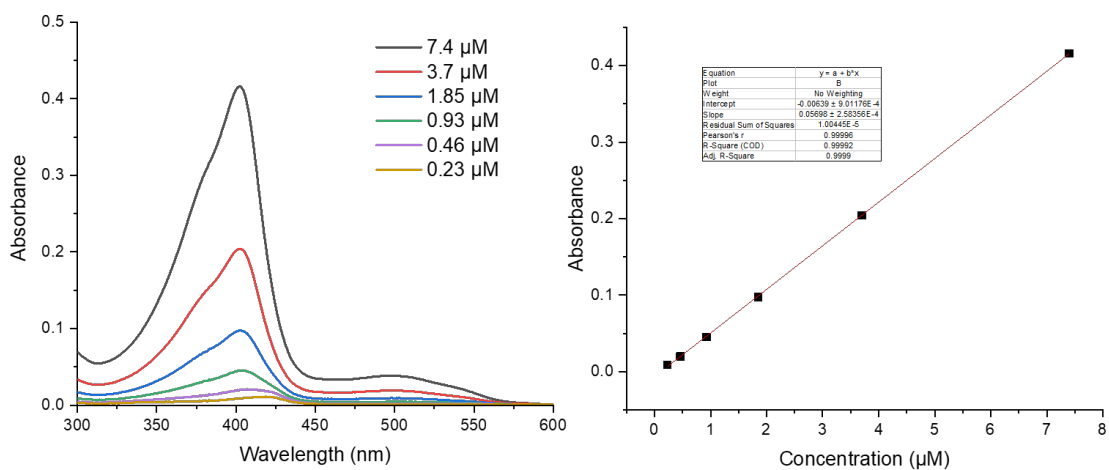 0.5
0.4
0.3
0.2
0.1
0.0
300
350
400
450
500
550
600
Absorbance
Wavelength (nm)
7.4 µM
3.7 µM
1.85 µM
0.93 µM
0.46 µM
0.23 µM
0.4
0.3
0.2
0.1
0.0
0
1
2
3
4
5
6
7
8
Absorbance
Concentration (µM)
Equation y = a + b*x
Plot B
Weight No Weighting
Intercept -0.00639 ± 9.01176E-4
Slope 0.05698 ± 2.58356E-4
Residual Sum of Squares 1.00445E-5
Pearson's r 0.99996
R-Square (COD) 0.99992
Adj. R-Square 0.9999